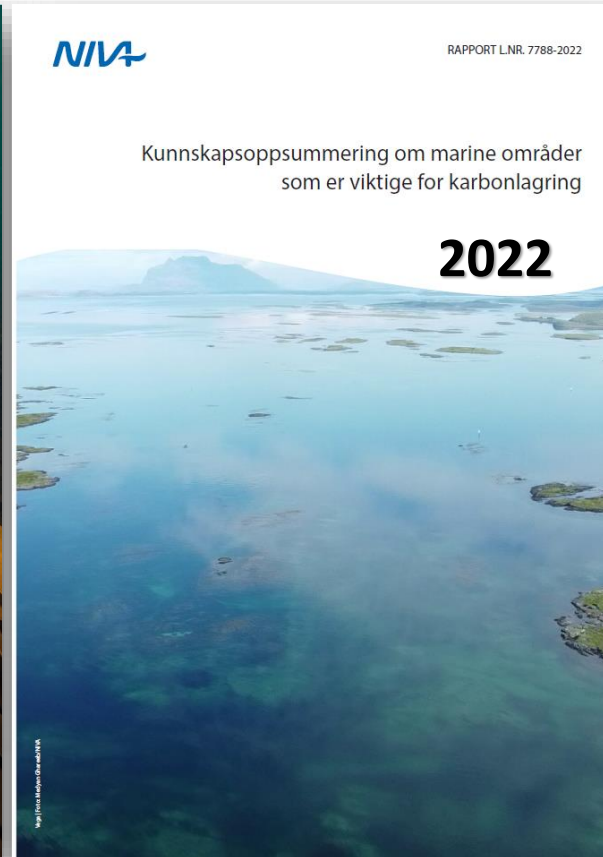 NIVA
RAPPORT L.NR. 7788-2022
Kunnskapsoppsummering om marine områder
som er viktige for karbonlagring
2022